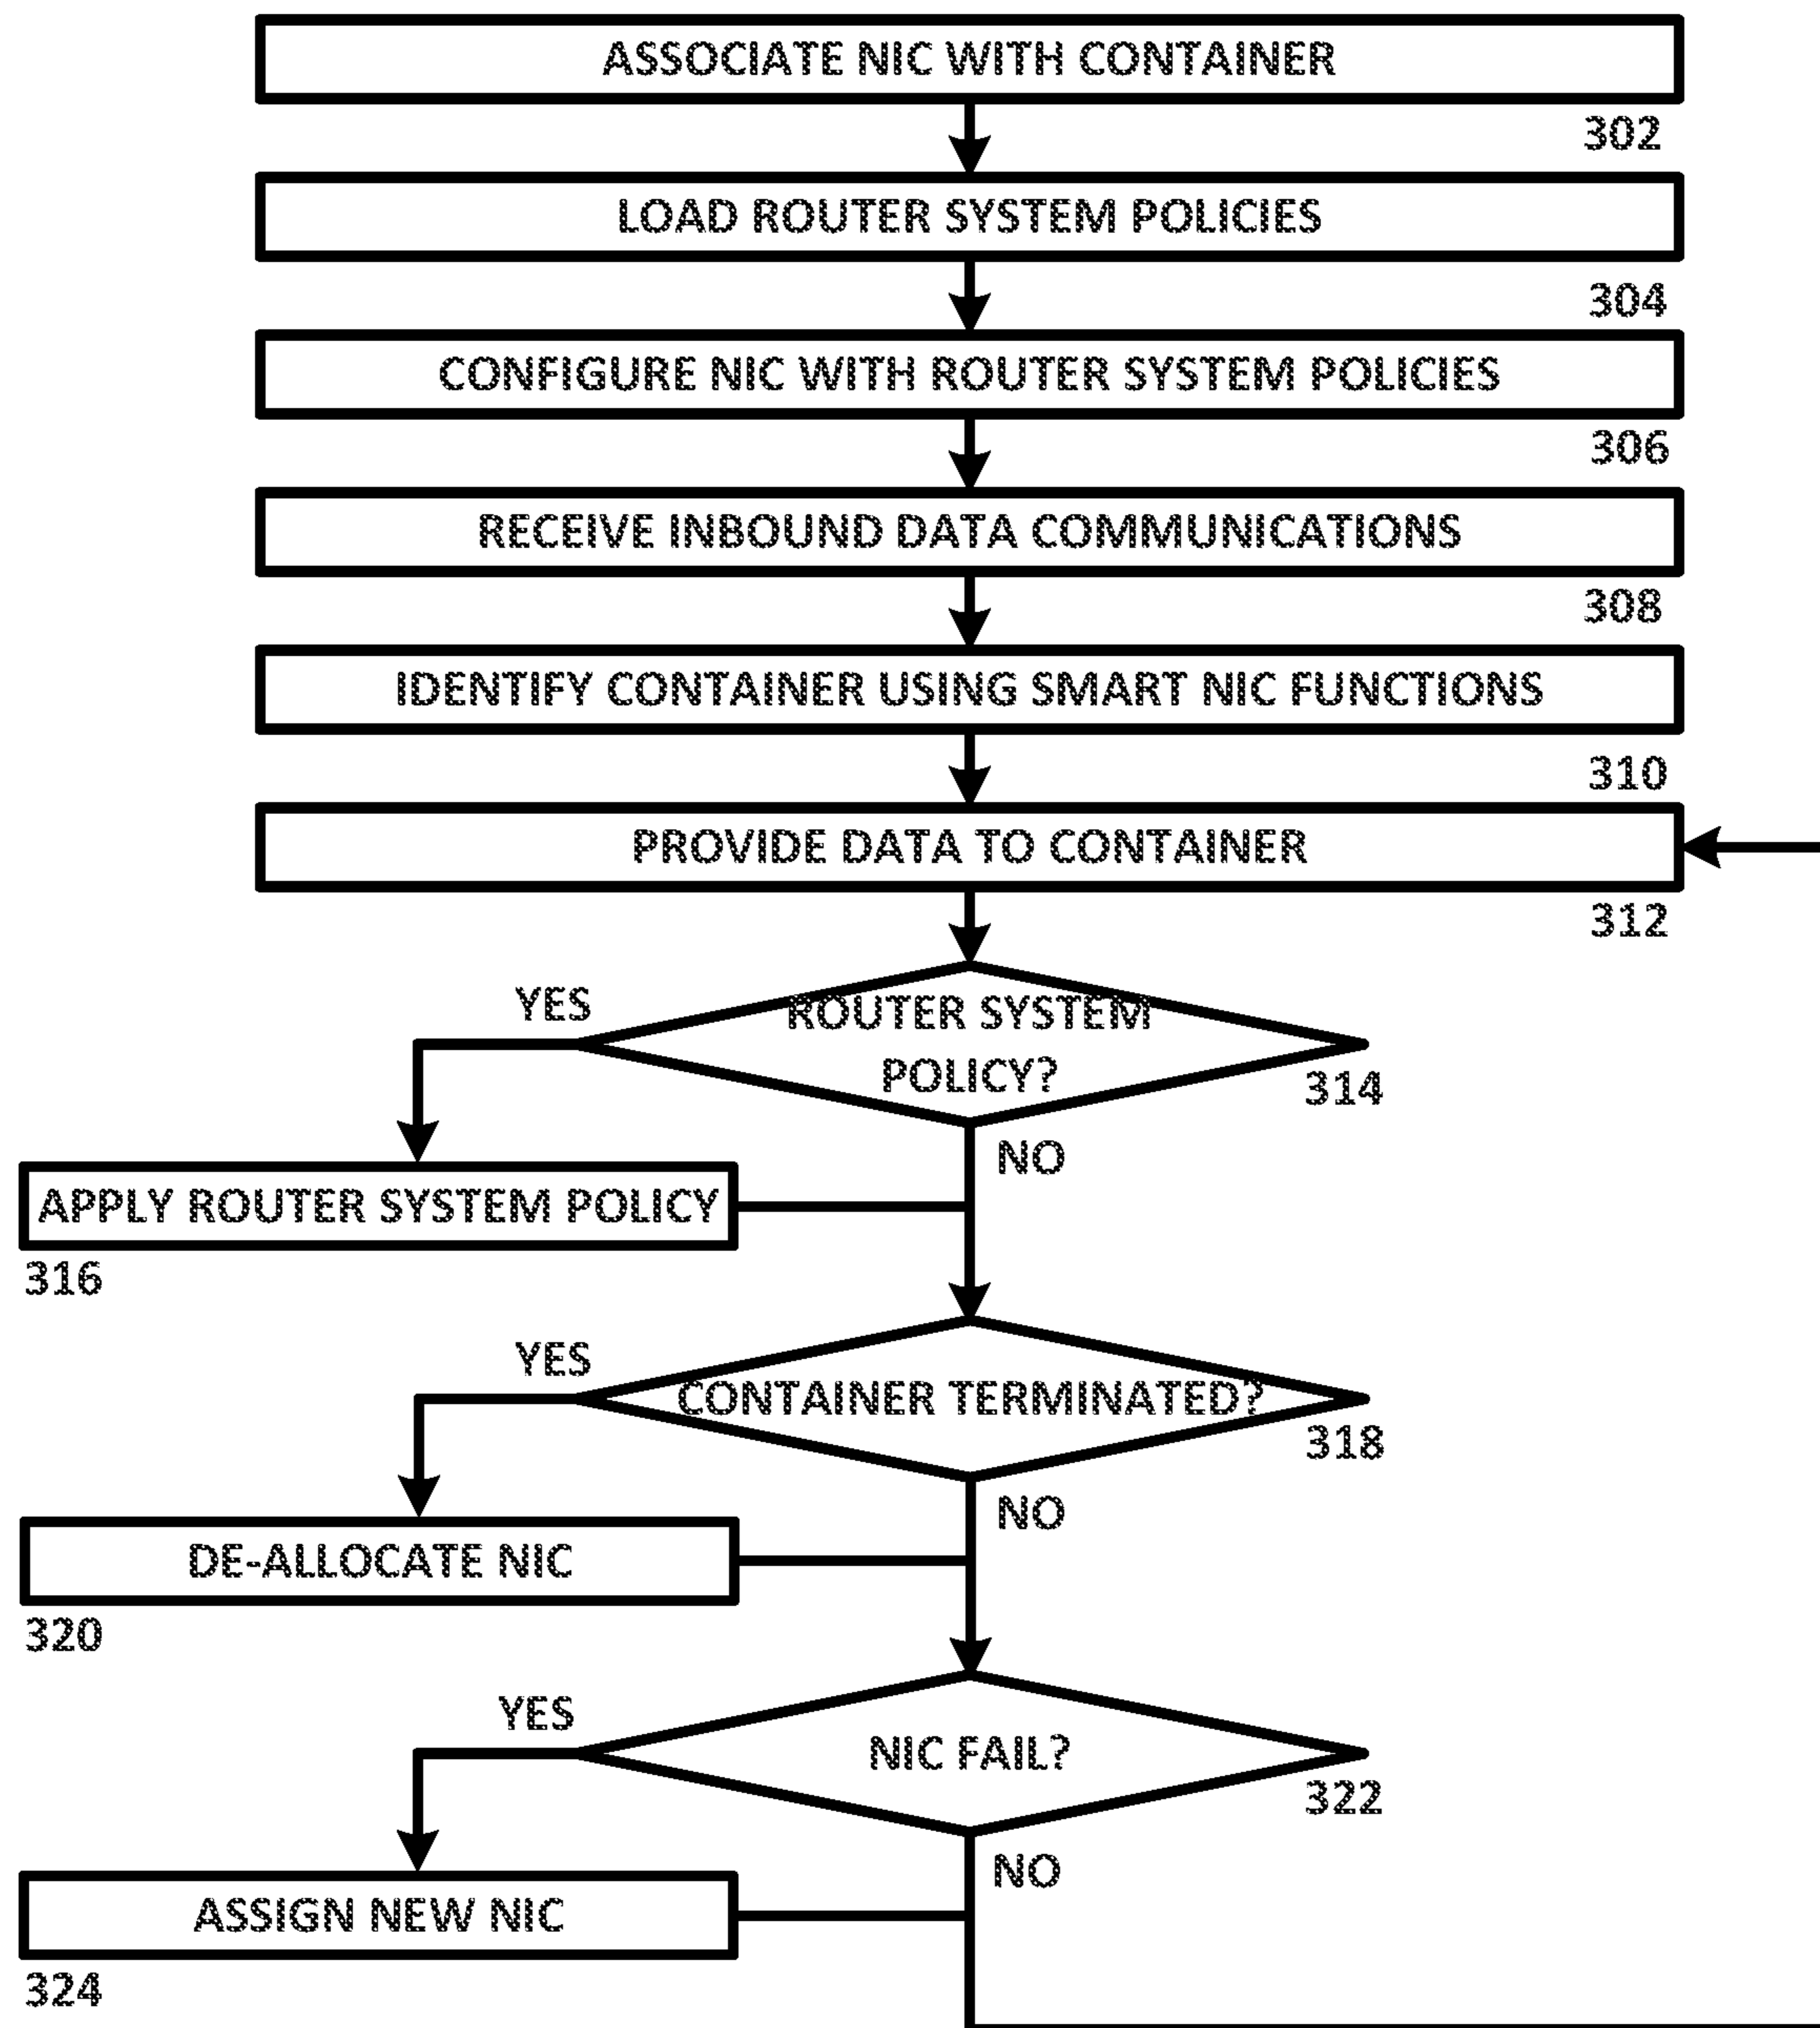 ASSOCIATE NIC WITH CONTAINER
302
LOAD ROUTER SYSTEM POLICIES
304
CONFIGURE NIC WITH ROUTER SYSTEM POLICIES
306
RECEIVE INBOUND DATA COMMUNICATIONS
308
IDENTIFY CONTAINER USING SMART NIC FUNCTIONS
310
PROVIDE DATA TO CONTAINER
312
YES
ROUTER SYSTEM
POLICY?
314
NO
APPLY ROUTER SYSTEM POLICY
316
YES
CONTAINER TERMINATED?
318
NO
DE-ALLOCATE NIC
320
YES
NIC FAIL?
322
NO
ASSIGN NEW NIC
324